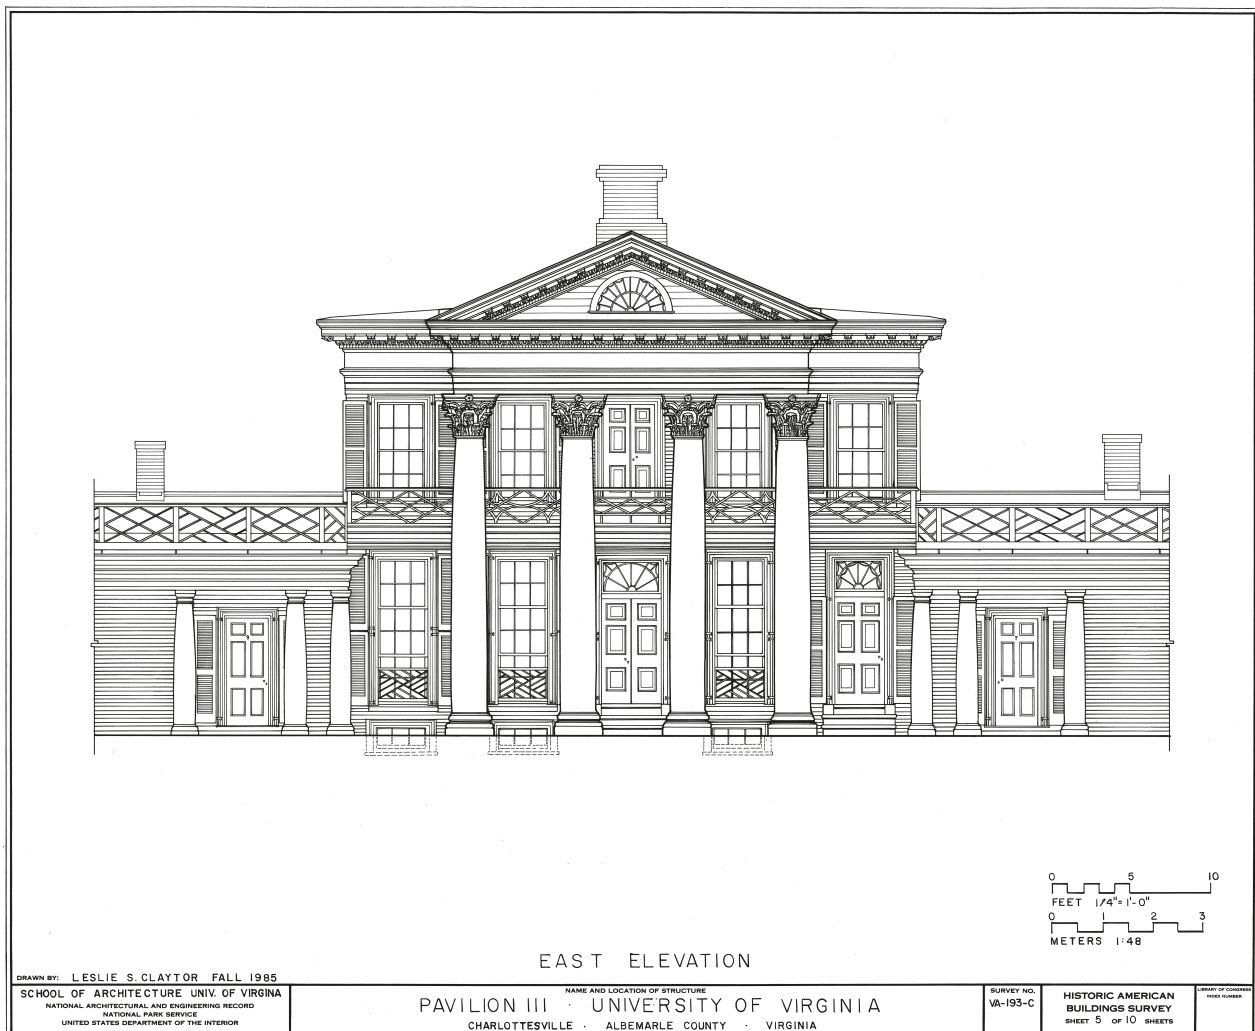 0 5 10
FEET 1/4"=1'-0"
0 1 2 3
METERS 1:48
EAST ELEVATION
DRAWN BY: LESLIE S. CLAYTOR FALL 1985
SCHOOL OF ARCHITECTURE UNIV. OF VIRGINIA
NATIONAL ARCHITECTURAL AND ENGINEERING RECORD
NATIONAL PARK SERVICE
UNITED STATES DEPARTMENT OF THE INTERIOR
NAME AND LOCATION OF STRUCTURE
PAVILION III · UNIVERSITY OF VIRGINIA
CHARLOTTESVILLE · ALBEMARLE COUNTY · VIRGINIA
SURVEY NO.
VA-193-C
HISTORIC AMERICAN
BUILDINGS SURVEY
SHEET 5 OF 10 SHEETS
LIBRARY OF CONGRESS
INDEX NUMBER